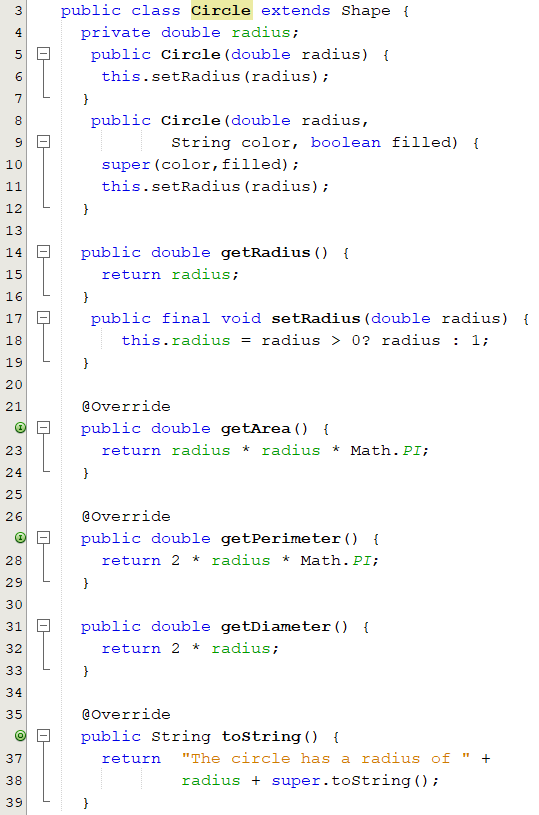 3 public class Circle extends Shape {
4 private double radius;
5 public Circle(double radius) {
6 this.setRadius(radius);
7 }
8 public Circle(double radius,
9 String color, boolean filled) {
10 super(color,filled);
11 this.setRadius(radius);
12 }
13
14 public double getRadius() {
15 return radius;
16 }
17 public final void setRadius(double radius) {
18 this.radius = radius > 0? radius : 1;
19 }
20
21 @Override
public double getArea() {
23 return radius * radius * Math.PI;
24 }
25
26 @Override
public double getPerimeter() {
28 return 2 * radius * Math.PI;
29 }
30
31 public double getDiameter() {
32 return 2 * radius;
33 }
34
35 @Override
public String toString() {
37 return "The circle has a radius of " +
38 radius + super.toString();
39 }